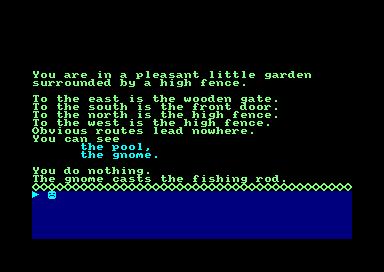 You are in a pleasant little garden
surrounded by a high fence.
To the east is the wooden gate.
To the south is the front door.
To the north is the high fence.
To the west is the high fence.
Obvious routes lead nowhere.
You can see
the pool,
the gnome.
You do nothing.
The gnome casts the fishing rod.